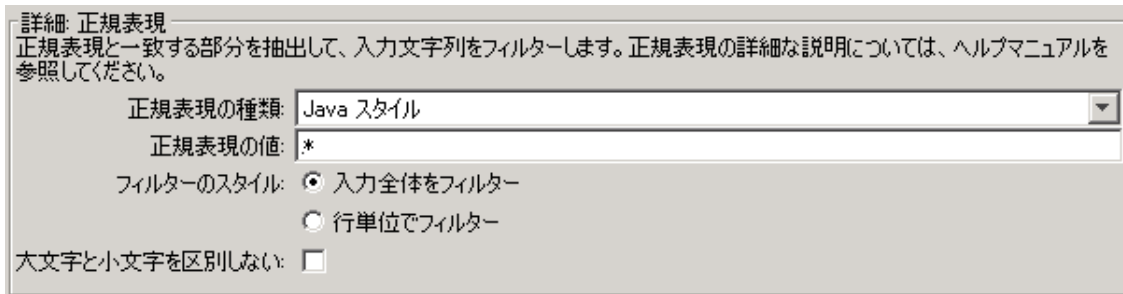 詳細: 正規表現
正規表現と一致する部分を抽出して、入力文字列をフィルターします。正規表現の詳細な説明については、ヘルプマニュアルを
参照してください。
正規表現の種類: Java スタイル
正規表現の値: .*
フィルターのスタイル: 入力全体をフィルター
行単位でフィルター
大文字と小文字を区別しない: